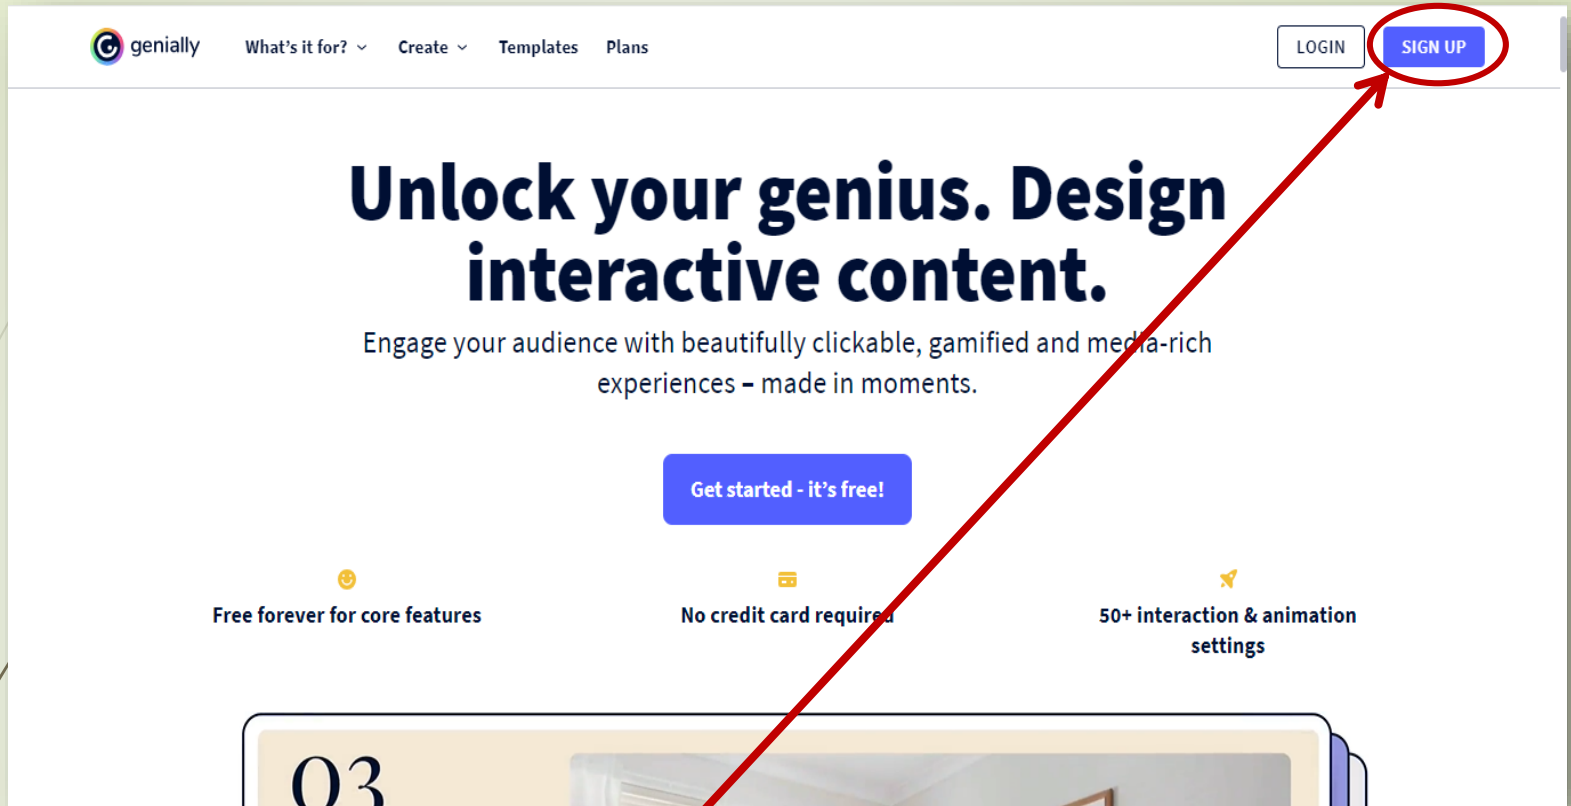 genially
What's it for?
Create
Templates
Plans
LOGIN
SIGN UP
Unlock your genius. Design
interactive content.
Engage your audience with beautifully clickable, gamified and media-rich
experiences – made in moments.
Get started - it's free!
Free forever for core features
No credit card required
50+ interaction & animation
settings
03